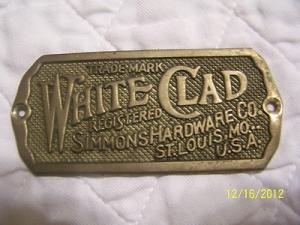 TRADE MARK
WHITE CLAD
REGISTERED
SIMMONS HARDWARE CO.
ST. LOUIS, MO.,
U.S.A.
12/16/2012